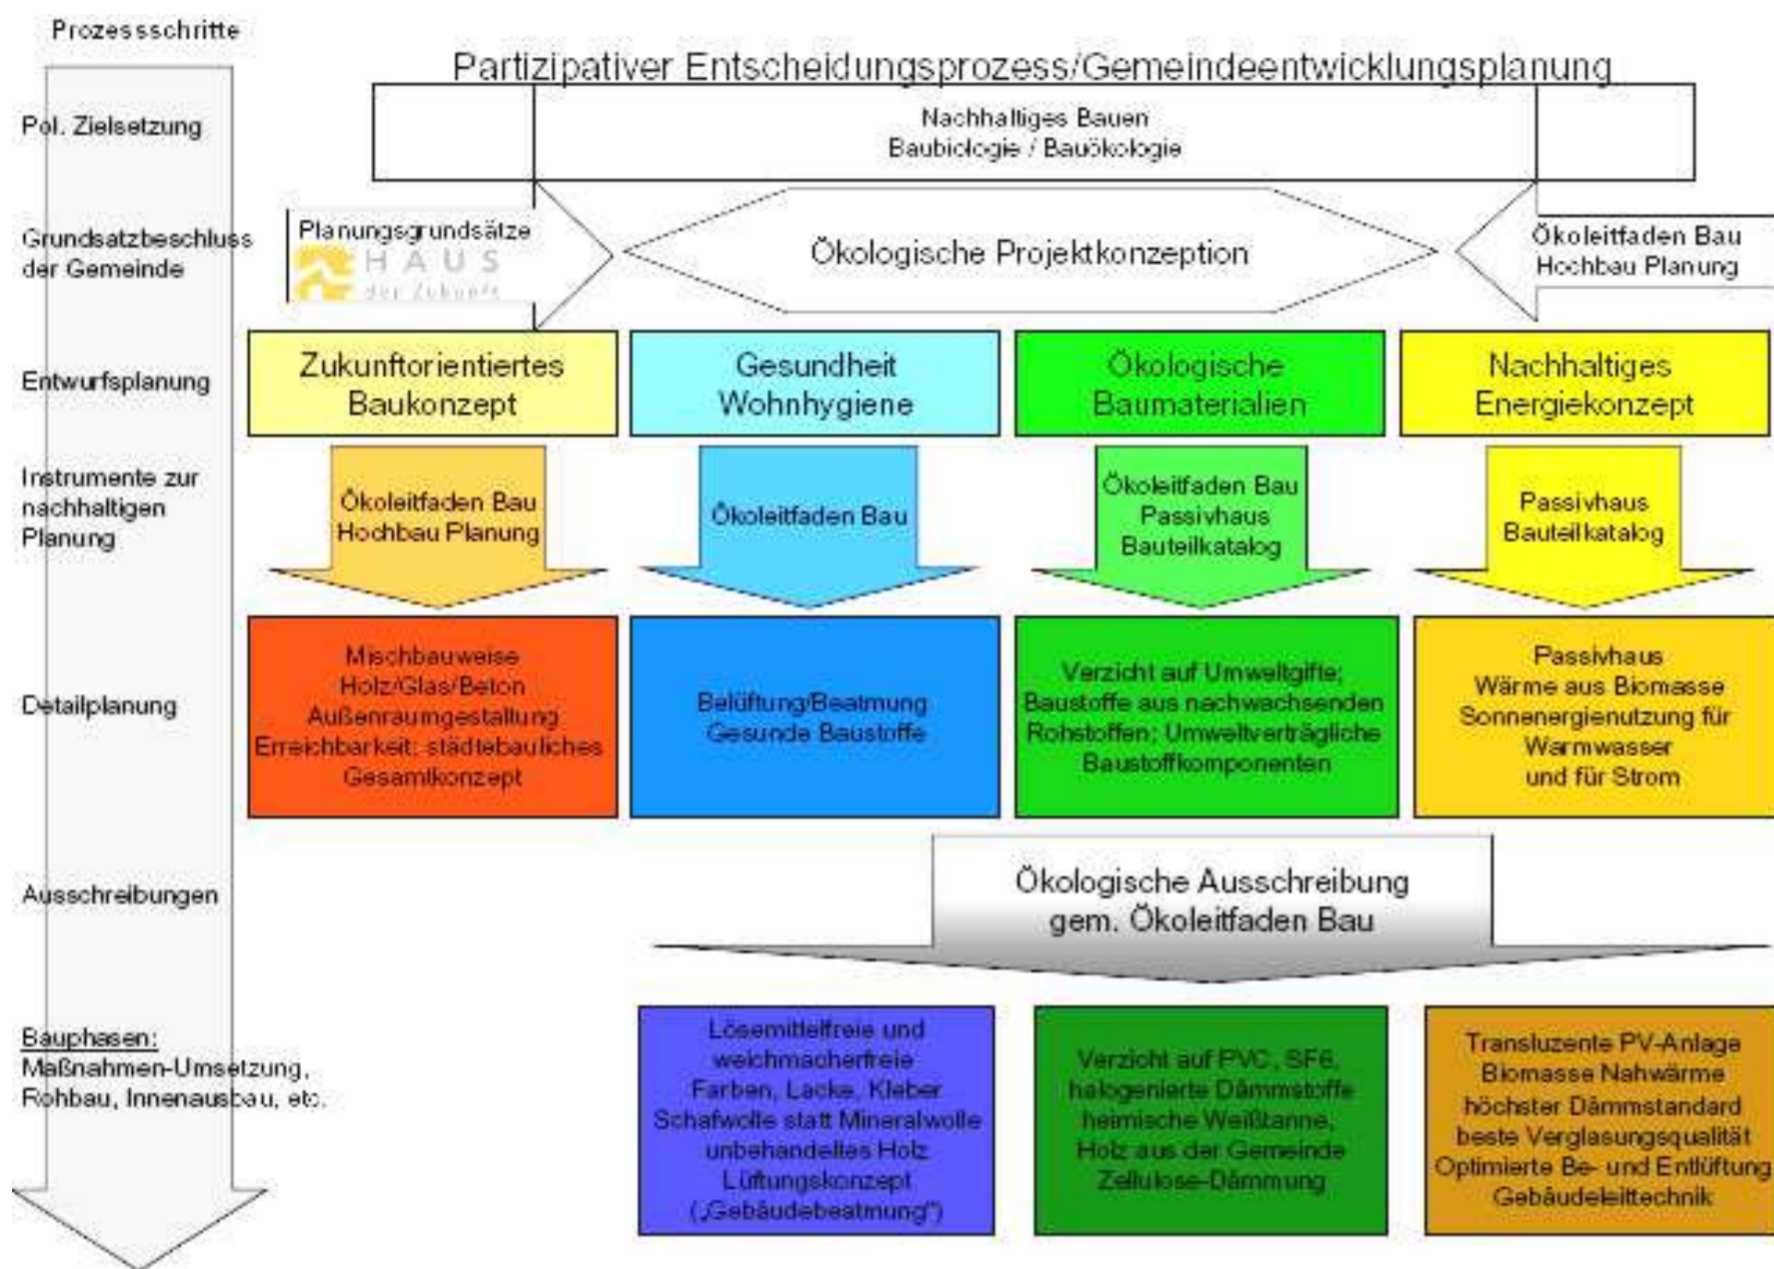 Prozessschritte
Partizipativer Entscheidungsprozess/Gemeindeentwicklungsplanung
Pol. Zielsetzung
Nachhaltiges Bauen
Baubiologie / Bauökologie
Grundsatzbeschluss
der Gemeinde
Planungsgrundsätze
HAUS
der Zukunft
Ökologische Projektkonzeption
Ökoleitfaden Bau
Hochbau Planung
Entwurfsplanung
Zukunftorientiertes
Baukonzept
Gesundheit
Wohnhygiene
Ökologische
Baumaterialien
Nachhaltiges
Energiekonzept
Instrumente zur
nachhaltigen
Planung
Ökoleitfaden Bau
Hochbau Planung
Ökoleitfaden Bau
Ökoleitfaden Bau
Passivhaus
Bauteilkatalog
Passivhaus
Bauteilkatalog
Detailplanung
Mischbauweise
Holz/Glas/Beton
Außenraumgestaltung
Erreichbarkeit; städtebauliches
Gesamtkonzept
Belüftung/Beatmung
Gesunde Baustoffe
Verzicht auf Umweltgifte;
Baustoffe aus nachwachsenden
Rohstoffen; Umweltverträgliche
Baustoffkomponenten
Passivhaus
Wärme aus Biomasse
Sonnenergienutzung für
Warmwasser
und für Strom
Ausschreibungen
Ökologische Ausschreibung
gem. Ökoleitfaden Bau
Bauphasen:
Maßnahmen-Umsetzung,
Rohbau, Innenausbau, etc.
Lösemittelfreie und
weichmacherfreie
Farben, Lacke, Kleber
Schafwolle statt Mineralwolle
unbehandeltes Holz
Lüftungskonzept
(„Gebäudebeatmung“)
Verzicht auf PVC, SF6,
halogenierte Dämmstoffe
heimische Weißtanne,
Holz aus der Gemeinde
Zellulose-Dämmung
Transluzente PV-Anlage
Biomasse Nahwärme
höchster Dämmstandard
beste Verglasungsqualität
Optimierte Be- und Entlüftung
Gebäudeleittechnik